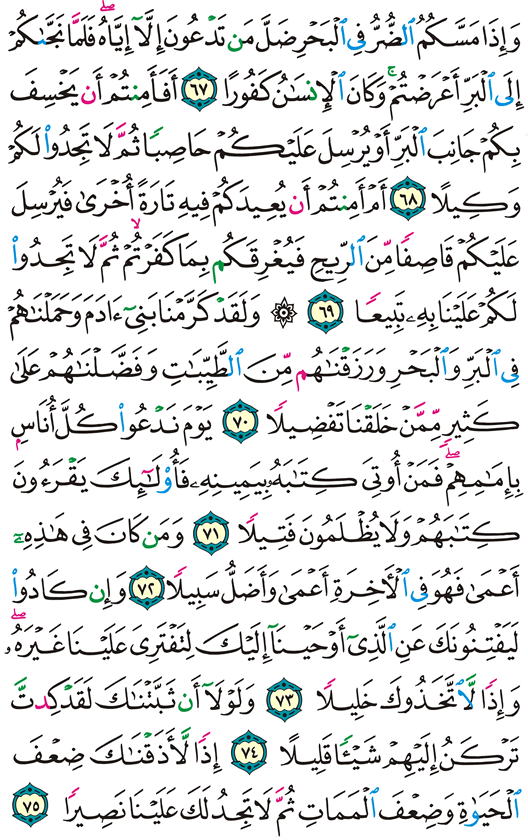 وَإِذَا مَسَّكُمُ ٱلضُّرُّ فِي ٱلۡبَحۡرِ ضَلَّ مَن تَدۡعُونَ إِلَّآ إِيَّاهُۖ فَلَمَّا نَجَّىٰكُمۡ
إِلَى ٱلۡبَرِّ أَعۡرَضۡتُمۡۚ وَكَانَ ٱلۡإِنسَٰنُ كَفُورًا ٦٧ أَفَأَمِنتُمۡ أَن يَخۡسِفَ
بِكُمۡ جَانِبَ ٱلۡبَرِّ أَوۡ يُرۡسِلَ عَلَيۡكُمۡ حَاصِبٗا ثُمَّ لَا تَجِدُواْ لَكُمۡ
وَكِيلًا ٦٨ أَمۡ أَمِنتُمۡ أَن يُعِيدَكُمۡ فِيهِ تَارَةً أُخۡرَىٰ فَيُرۡسِلَ
عَلَيۡكُمۡ قَاصِفٗا مِّنَ ٱلرِّيحِ فَيُغۡرِقَكُم بِمَا كَفَرۡتُمۡ ثُمَّ لَا تَجِدُواْ
لَكُمۡ عَلَيۡنَا بِهِۦ تَبِيعٗا ٦٩ ۞ وَلَقَدۡ كَرَّمۡنَا بَنِيٓ ءَادَمَ وَحَمَلۡنَٰهُمۡ
فِي ٱلۡبَرِّ وَٱلۡبَحۡرِ وَرَزَقۡنَٰهُم مِّنَ ٱلطَّيِّبَٰتِ وَفَضَّلۡنَٰهُمۡ عَلَىٰ
كَثِيرٖ مِّمَّنۡ خَلَقۡنَا تَفۡضِيلٗا ٧٠ يَوۡمَ نَدۡعُواْ كُلَّ أُنَاسِۭ
بِإِمَٰمِهِمۡۖ فَمَنۡ أُوتِيَ كِتَٰبَهُۥ بِيَمِينِهِۦ فَأُوْلَٰٓئِكَ يَقۡرَءُونَ
كِتَٰبَهُمۡ وَلَا يُظۡلَمُونَ فَتِيلٗا ٧١ وَمَن كَانَ فِي هَٰذِهِۦٓ
أَعۡمَىٰ فَهُوَ فِي ٱلۡأٓخِرَةِ أَعۡمَىٰ وَأَضَلُّ سَبِيلٗا ٧٢ وَإِن كَادُواْ
لَيَفۡتِنُونَكَ عَنِ ٱلَّذِيٓ أَوۡحَيۡنَآ إِلَيۡكَ لِتَفۡتَرِيَ عَلَيۡنَا غَيۡرَهُۥۖ
وَإِذٗا لَّٱتَّخَذُوكَ خَلِيلٗا ٧٣ وَلَوۡلَآ أَن ثَبَّتۡنَٰكَ لَقَدۡ كِدتَّ
تَرۡكَنُ إِلَيۡهِمۡ شَيۡـٔٗا قَلِيلًا ٧٤ إِذٗا لَّأَذَقۡنَٰكَ ضِعۡفَ
ٱلۡحَيَوٰةِ وَضِعۡفَ ٱلۡمَمَاتِ ثُمَّ لَا تَجِدُ لَكَ عَلَيۡنَا نَصِيرٗا ٧٥